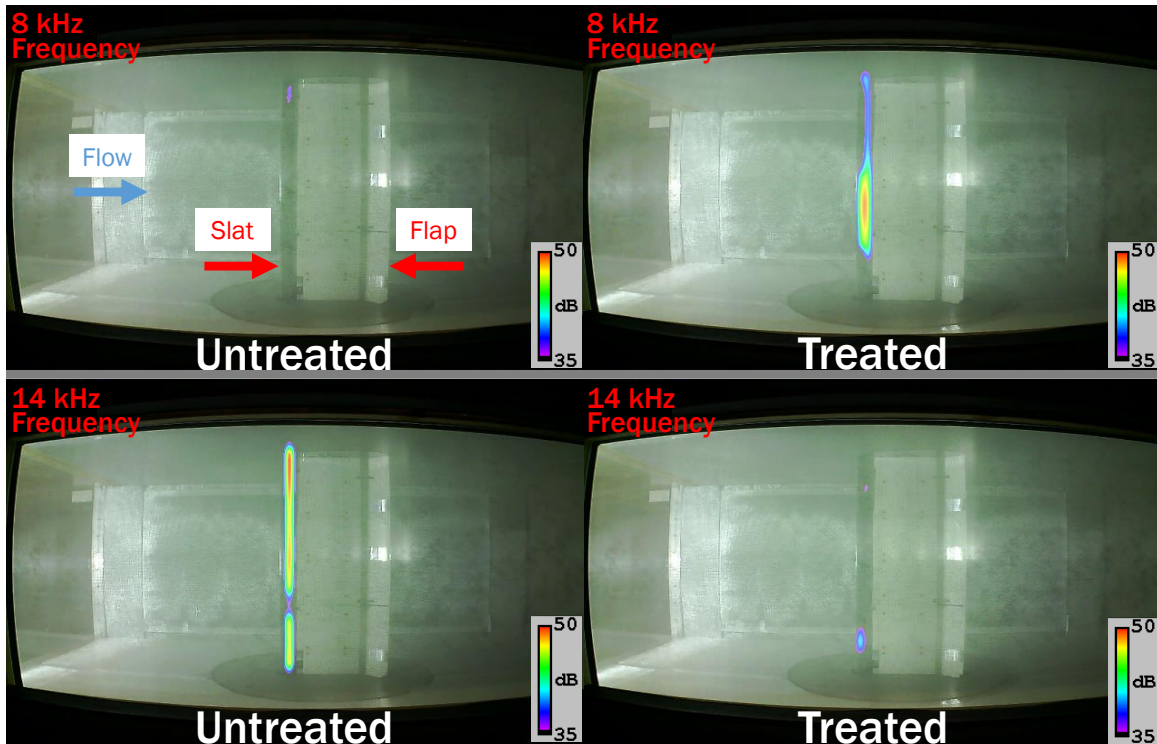 8 kHz
Frequency
Flow
Slat
Flap
50
dB
35
Untreated
8 kHz
Frequency
50
dB
35
Treated
14 kHz
Frequency
50
dB
35
Untreated
14 kHz
Frequency
50
dB
35
Treated